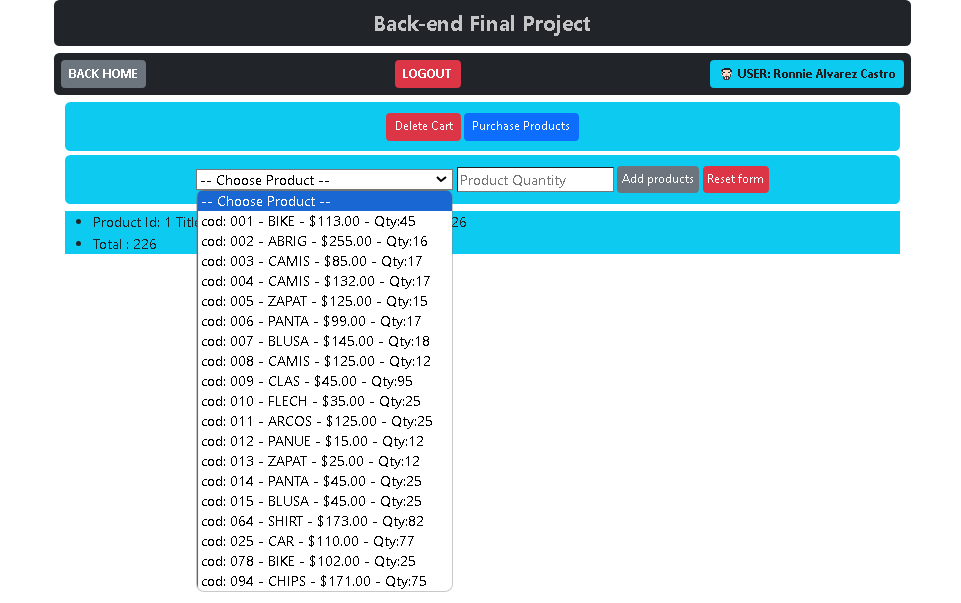 Back-end Final Project
BACK HOME LOGOUT USER: Ronnie Alvarez Castro
Delete Cart Purchase Products
-- Choose Product -- Product Quantity Add products Reset form
-- Choose Product --
cod: 001 - BIKE - $113.00 - Qty:45
cod: 002 - ABRIG - $255.00 - Qty:16
cod: 003 - CAMIS - $85.00 - Qty:17
cod: 004 - CAMIS - $132.00 - Qty:17
cod: 005 - ZAPAT - $125.00 - Qty:15
cod: 006 - PANTA - $99.00 - Qty:17
cod: 007 - BLUSA - $145.00 - Qty:18
cod: 008 - CAMIS - $125.00 - Qty:12
cod: 009 - CLAS - $45.00 - Qty:95
cod: 010 - FLECH - $35.00 - Qty:25
cod: 011 - ARCOS - $125.00 - Qty:25
cod: 012 - PANUE - $15.00 - Qty:12
cod: 013 - ZAPAT - $25.00 - Qty:12
cod: 014 - PANTA - $45.00 - Qty:25
cod: 015 - BLUSA - $45.00 - Qty:25
cod: 064 - SHIRT - $173.00 - Qty:82
cod: 025 - CAR - $110.00 - Qty:77
cod: 078 - BIKE - $102.00 - Qty:25
cod: 094 - CHIPS - $171.00 - Qty:75
Product Id: 1
Total : 226